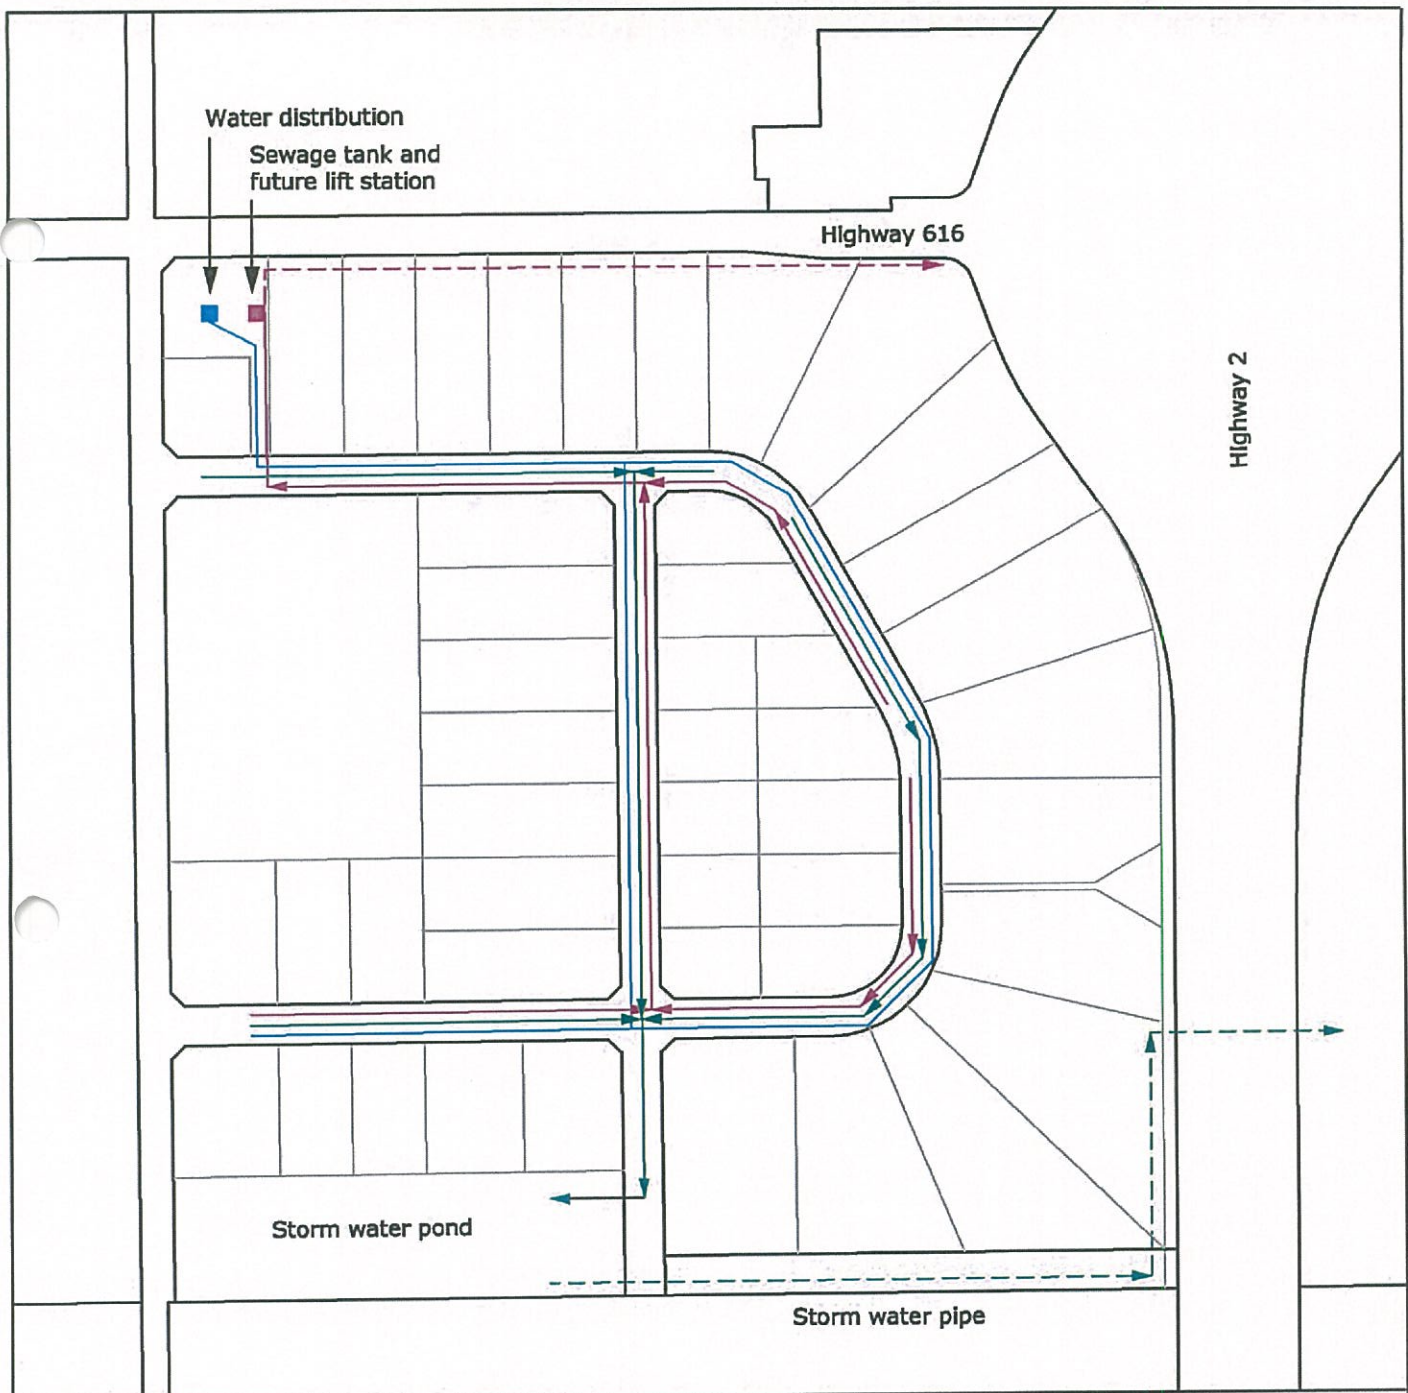 Water distribution
Sewage tank and
future lift station
Highway 616
Highway 2
Storm water pond
Storm water pipe